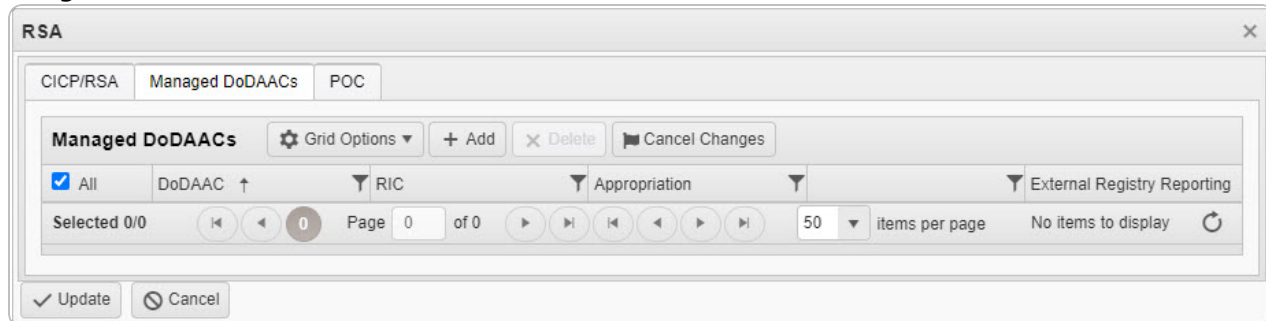 RSA
CICP/RSA Managed DoDAACs POC
Managed DoDAACs Grid Options + Add Delete Cancel Changes
All DoDAAC ↑ RIC Appropriation External Registry Reporting
Selected 0/0 0 Page 0 of 0 50 items per page No items to display
Update Cancel